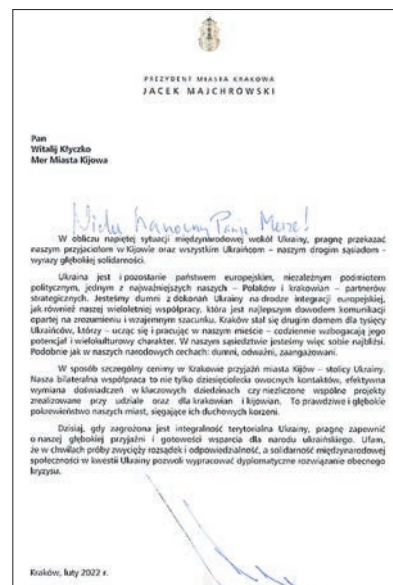 PREZYDENT MIASTA KRAKOWA
JACEK MAJCHROWSKI
Pan
Witalij Kłyczko
Mer Miasta Kijowa
Wielce Szanowny Panie Merze!
W obliczu napiętej sytuacji międzynarodowej wokół Ukrainy, pragnę przekazać
naszym przyjaciołom w Kijowie oraz wszystkim Ukraińcom – naszym drogim sąsiadom -
wyrazy głębokiej solidarności.
Ukraina jest i pozostanie państwem europejskim, niezależnym podmiotem
politycznym, jednym z najważniejszych naszych – Polaków i krakowian – partnerów
strategicznych. Jesteśmy dumni z dokonań Ukrainy na drodze integracji europejskiej,
jak również naszej wieloletniej współpracy, która jest najlepszym dowodem komunikacji
opartej na zrozumieniu i wzajemnym szacunku. Kraków stał się drugim domem dla tysięcy
Ukraińców, którzy – ucząc się i pracując w naszym mieście – codziennie wzbogacają jego
potencjał i wielokulturowy charakter. W naszym sąsiedztwie jesteśmy więc sobie najbliżsi.
Podobnie jak w naszych narodowych cechach: dumni, odważni, zaangażowani.
W sposób szczególny cenimy w Krakowie przyjaźń miasta Kijów – stolicy Ukrainy.
Nasza bilateralna współpraca to nie tylko dziesięciolecia owocnych kontaktów, efektywna
wymiana doświadczeń w kluczowych dziedzinach czy niezliczone wspólne projekty
zrealizowane przy udziale oraz dla krakowian i kijowian. To prawdziwe i głębokie
pokrewieństwo naszych miast, sięgające ich duchowych korzeni.
Dzisiaj, gdy zagrożona jest integralność terytorialna Ukrainy, pragnę zapewnić
o naszej głębokiej przyjaźni i gotowości wsparcia dla narodu ukraińskiego. Ufam,
że w chwilach próby zwycięży rozsądek i odpowiedzialność, a solidarność międzynarodowej
społeczności w kwestii Ukrainy pozwoli wypracować dyplomatyczne rozwiązanie obecnego
kryzysu.
Kraków, luty 2022 r.